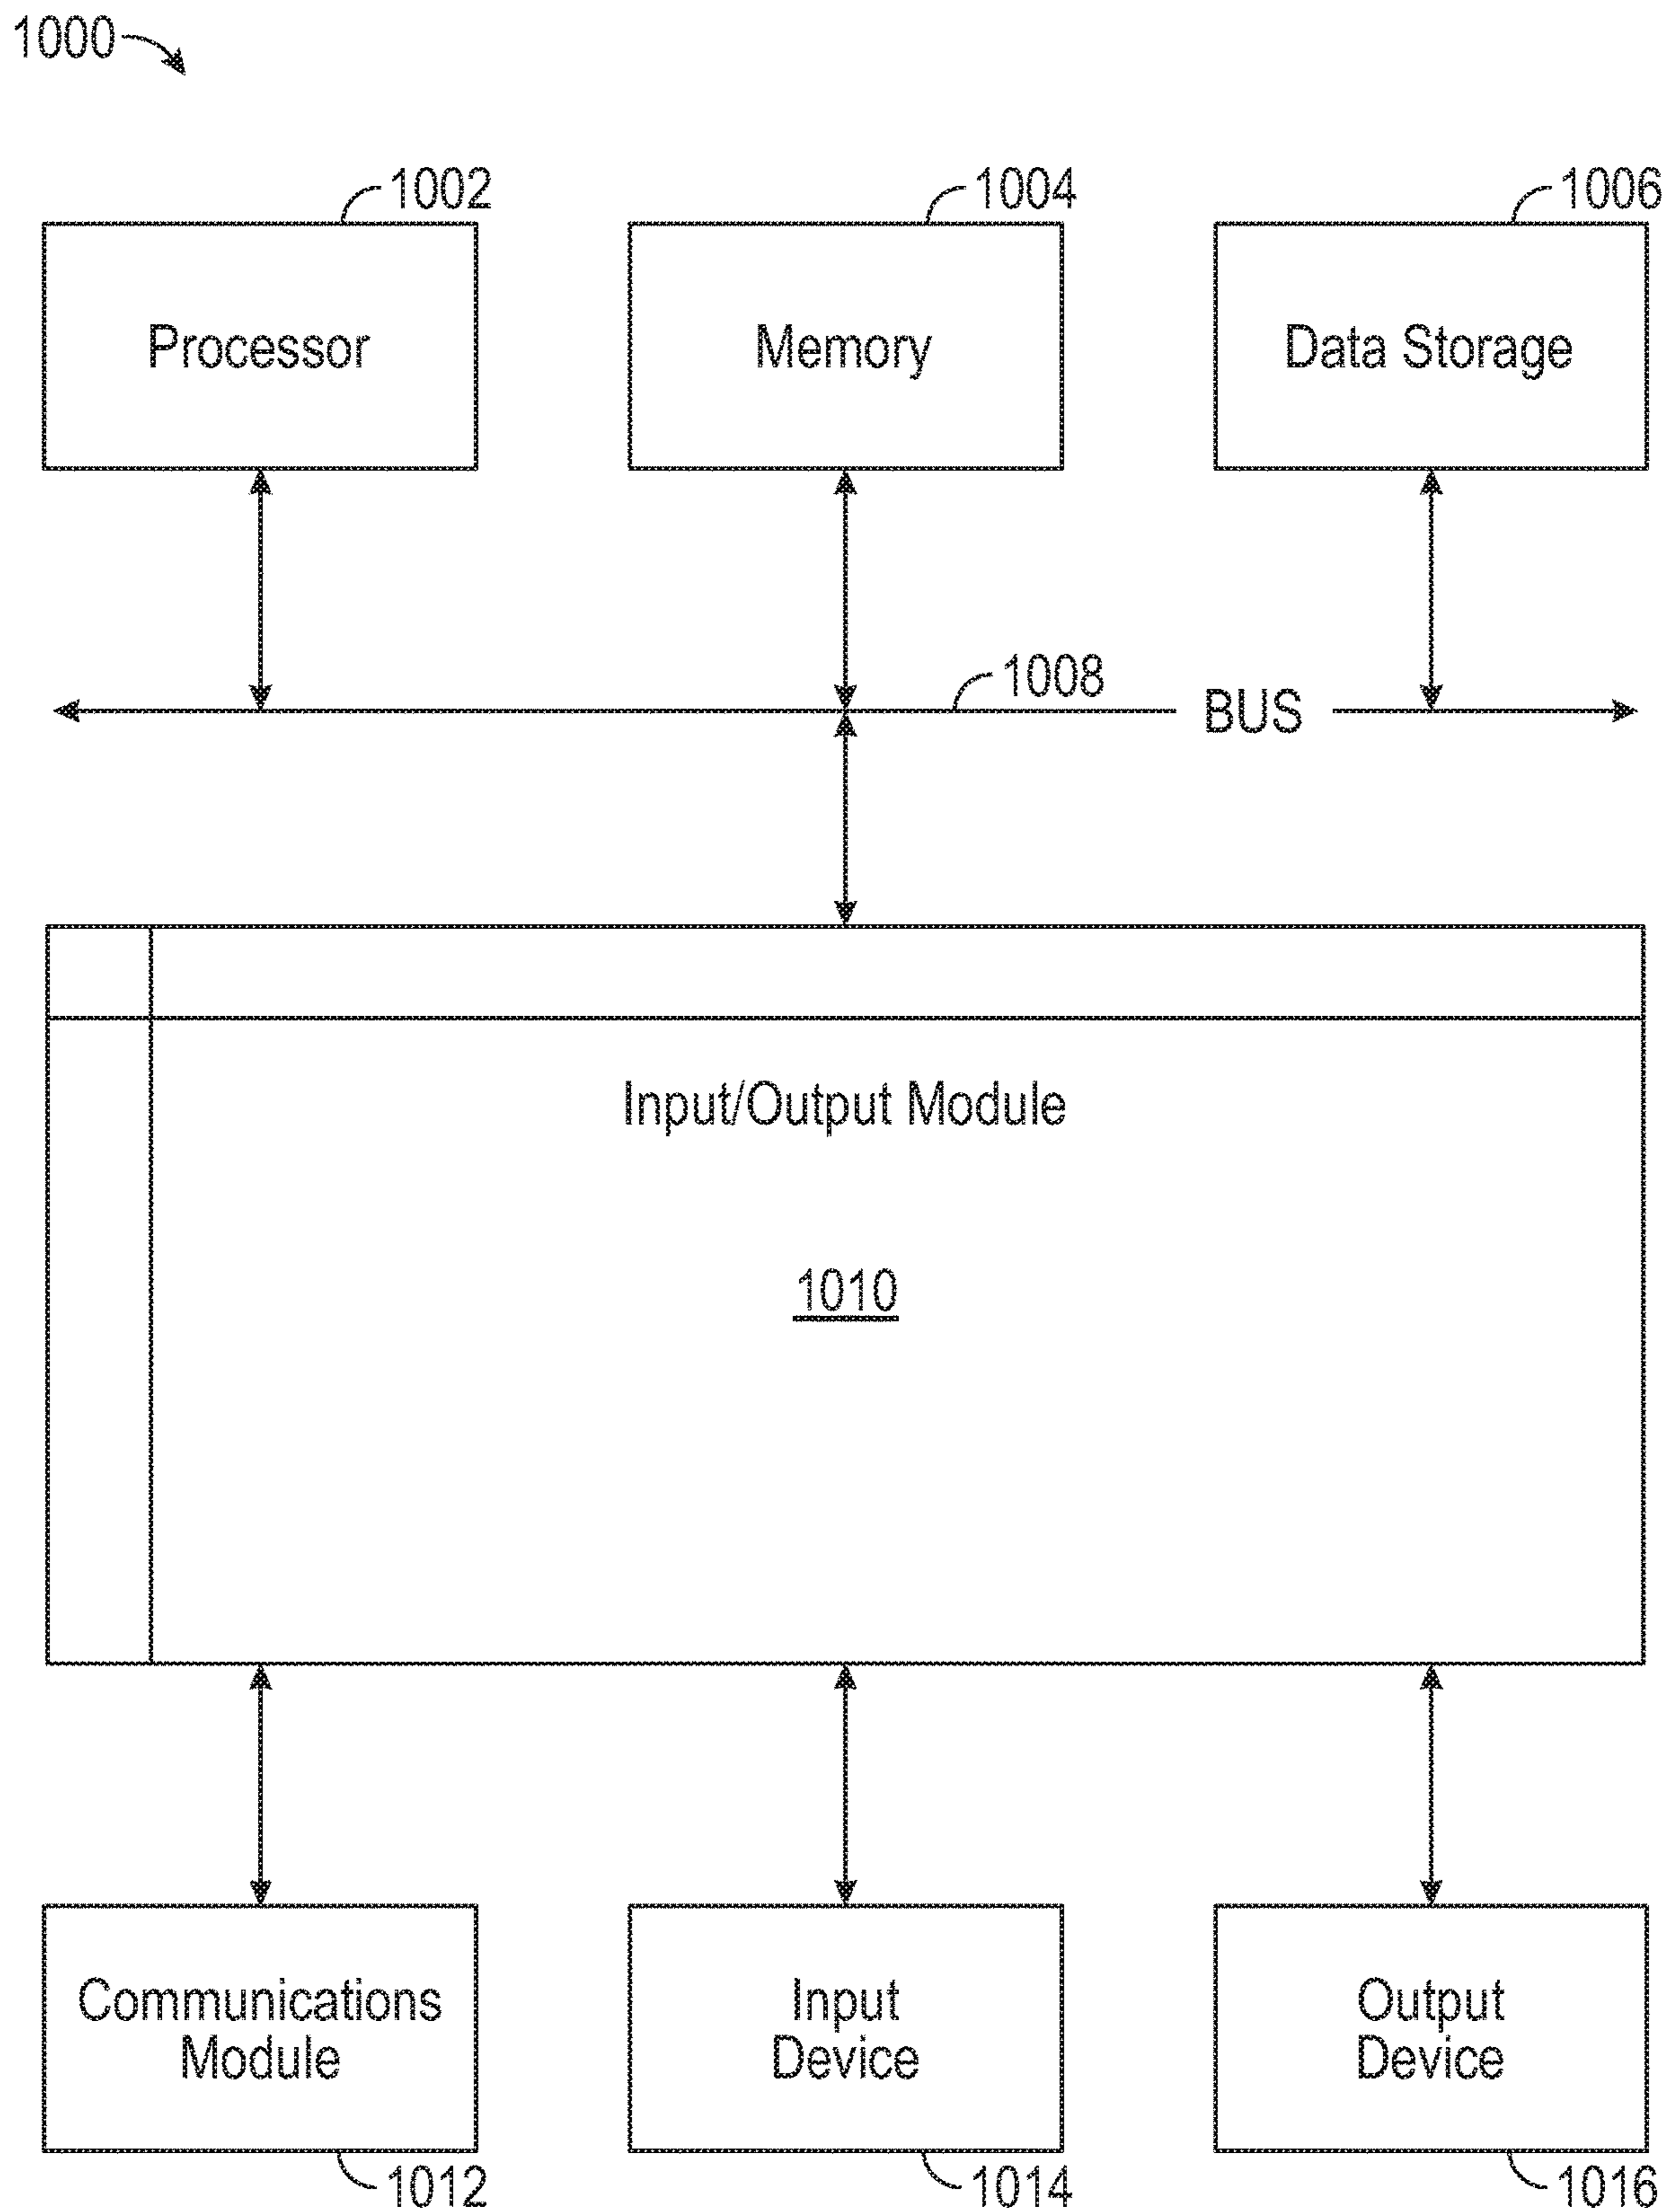 1000
1002
1004
1006
Processor
Memory
Data Storage
1008
BUS
Input/Output Module
1010
Communications
Module
Input
Device
Output
Device
1012
1014
1016